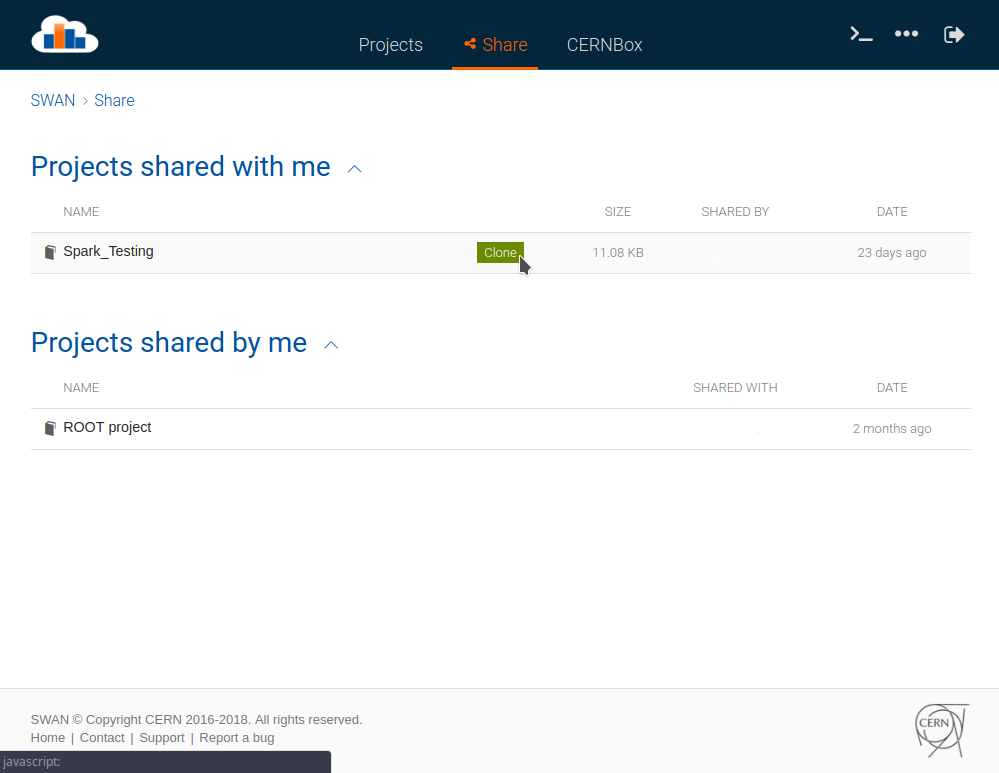 Projects Share CERNBox
SWAN > Share
Projects shared with me
NAME SIZE SHARED BY DATE
Spark_Testing Clone 11.08 KB 23 days ago
Projects shared by me
NAME SHARED WITH DATE
ROOT project 2 months ago
SWAN © Copyright CERN 2016-2018. All rights reserved.
Home | Contact | Support | Report a bug
CERN
javascript: